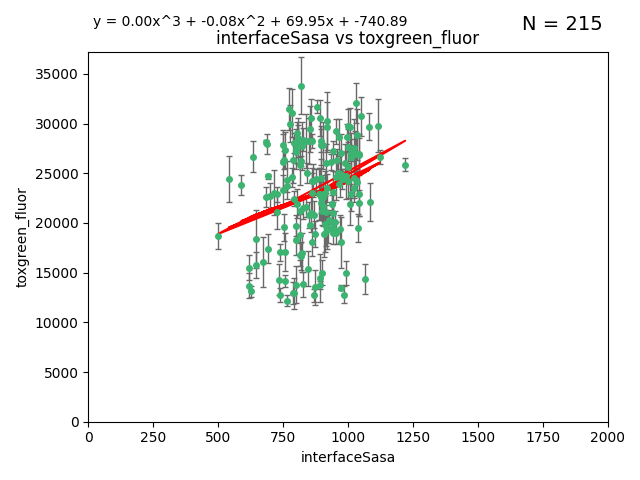 y = 0.00x^3 + -0.08x^2 + 69.95x + -740.89
N = 215
interfaceSasa vs toxgreen_fluor
35000
30000
25000
20000
15000
10000
5000
0
toxgreen_fluor
0 250 500 750 1000 1250 1500 1750 2000
interfaceSasa